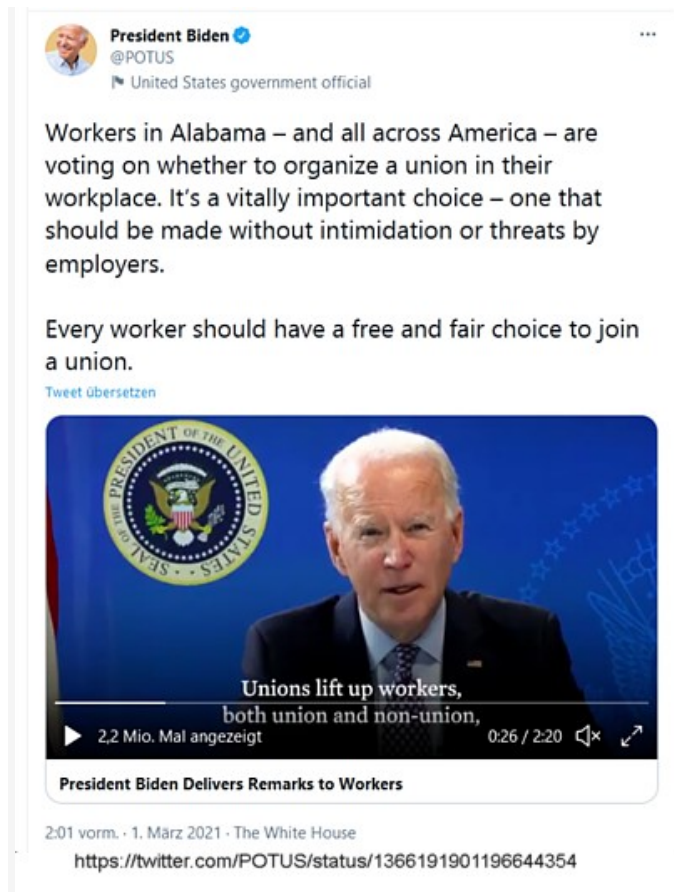 President Biden
@POTUS
United States government official
Workers in Alabama – and all across America – are
voting on whether to organize a union in their
workplace. It's a vitally important choice – one that
should be made without intimidation or threats by
employers.
Every worker should have a free and fair choice to join
a union.
Tweet übersetzen
SEAL OF THE PRESIDENT OF THE UNITED STATES
Unions lift up workers,
both union and non-union,
2,2 Mio. Mal angezeigt
0:26 / 2:20
President Biden Delivers Remarks to Workers
2:01 vorm. · 1. März 2021 · The White House
https://twitter.com/POTUS/status/1366191901196644354